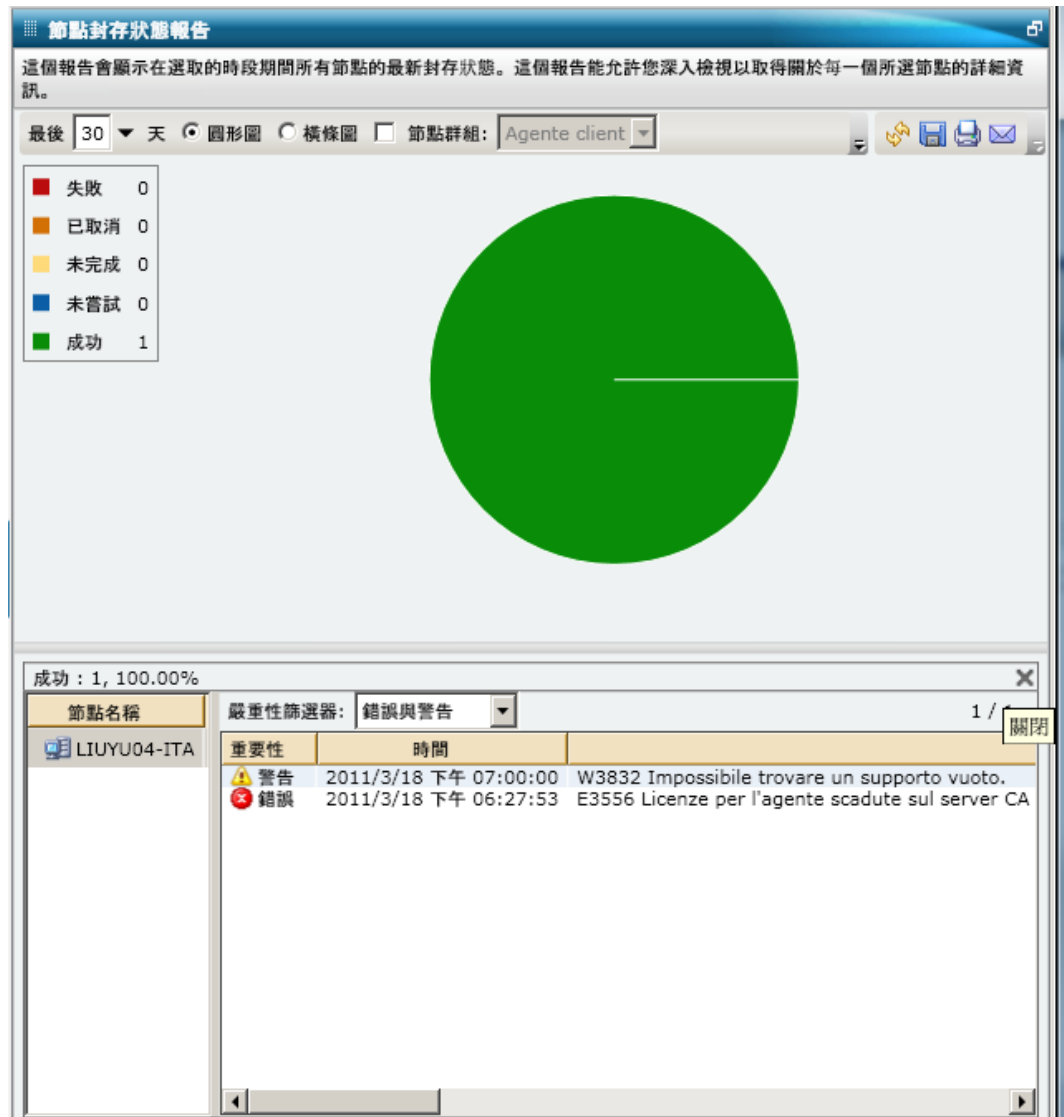 節點封存狀態報告
這個報告會顯示在選取的時段期間所有節點的最新封存狀態。這個報告能允許您深入檢視以取得關於每一個所選節點的詳細資
訊。
最後 30 天 圓形圖 橫條圖 節點群組: Agente client
失敗 0
已取消 0
未完成 0
未嘗試 0
成功 1
成功 : 1, 100.00%
節點名稱 嚴重性篩選器: 錯誤與警告 1 /
關閉
LIUYU04-ITA 重要性 時間
警告 2011/3/18 下午 07:00:00 W3832 Impossibile trovare un supporto vuoto.
錯誤 2011/3/18 下午 06:27:53 E3556 Licenze per l'agente scadute sul server CA